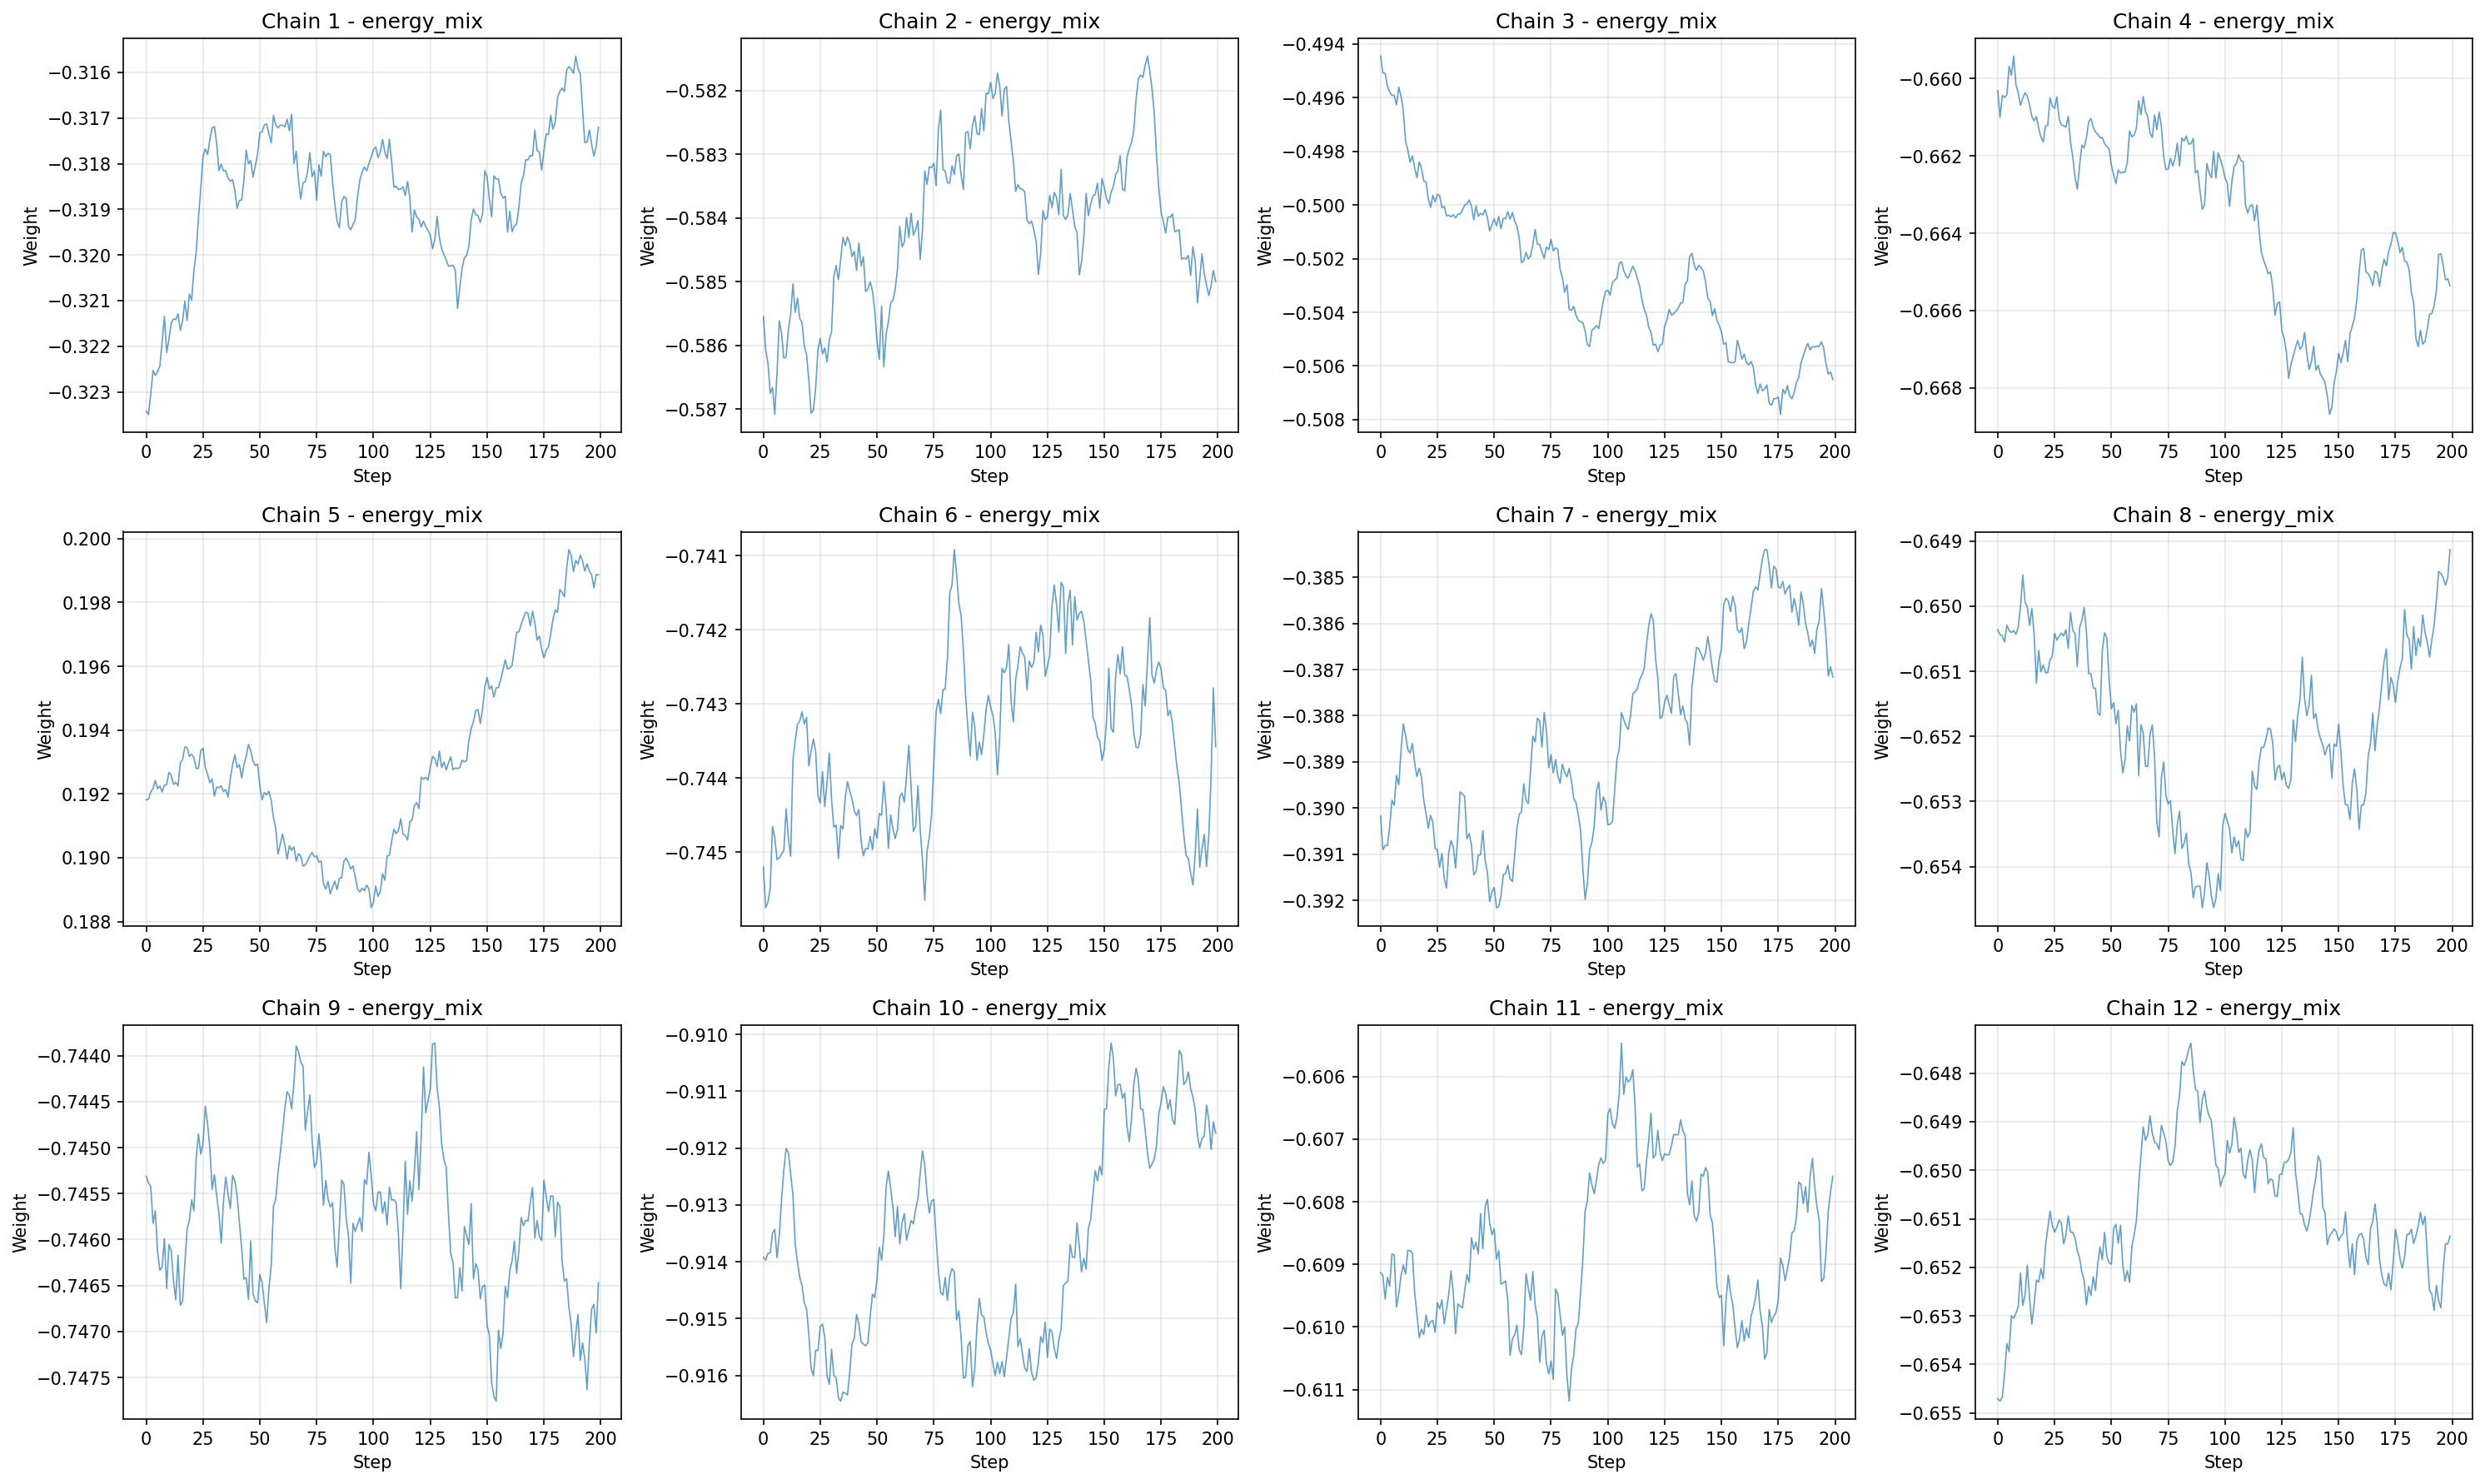 Chain 1 - energy_mix
Weight
−0.316
−0.317
−0.318
−0.319
−0.320
−0.321
−0.322
−0.323
0 25 50 75 100 125 150 175 200
Step
Chain 2 - energy_mix
Weight
−0.582
−0.583
−0.584
−0.585
−0.586
−0.587
0 25 50 75 100 125 150 175 200
Step
Chain 3 - energy_mix
Weight
−0.494
−0.496
−0.498
−0.500
−0.502
−0.504
−0.506
−0.508
0 25 50 75 100 125 150 175 200
Step
Chain 4 - energy_mix
Weight
−0.660
−0.662
−0.664
−0.666
−0.668
0 25 50 75 100 125 150 175 200
Step
Chain 5 - energy_mix
Weight
0.200
0.198
0.196
0.194
0.192
0.190
0.188
0 25 50 75 100 125 150 175 200
Step
Chain 6 - energy_mix
Weight
−0.741
−0.742
−0.743
−0.744
−0.745
0 25 50 75 100 125 150 175 200
Step
Chain 7 - energy_mix
Weight
−0.385
−0.386
−0.387
−0.388
−0.389
−0.390
−0.391
−0.392
0 25 50 75 100 125 150 175 200
Step
Chain 8 - energy_mix
Weight
−0.649
−0.650
−0.651
−0.652
−0.653
−0.654
0 25 50 75 100 125 150 175 200
Step
Chain 9 - energy_mix
Weight
−0.7440
−0.7445
−0.7450
−0.7455
−0.7460
−0.7465
−0.7470
−0.7475
0 25 50 75 100 125 150 175 200
Step
Chain 10 - energy_mix
Weight
−0.910
−0.911
−0.912
−0.913
−0.914
−0.915
−0.916
0 25 50 75 100 125 150 175 200
Step
Chain 11 - energy_mix
Weight
−0.606
−0.607
−0.608
−0.609
−0.610
−0.611
0 25 50 75 100 125 150 175 200
Step
Chain 12 - energy_mix
Weight
−0.648
−0.649
−0.650
−0.651
−0.652
−0.653
−0.654
−0.655
0 25 50 75 100 125 150 175 200
Step